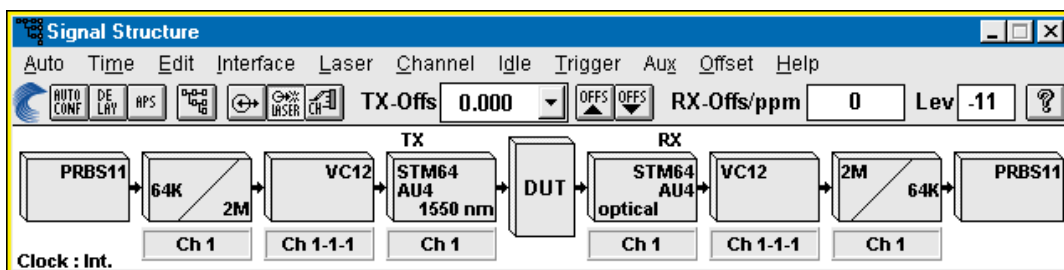 Signal Structure
Auto Time Edit Interface Laser Channel Idle Trigger Aux Offset Help
AUTO CONF DE LAY APS LASER CH TX-Offs 0.000 OFFS OFFS RX-Offs/ppm 0 Lev -11 ?
TX RX
PRBS11 64K 2M VC12 STM64 AU4 1550 nm DUT STM64 AU4 optical VC12 2M 64K PRBS11
Ch 1 Ch 1-1-1 Ch 1 Ch 1 Ch 1-1-1 Ch 1
Clock : Int.